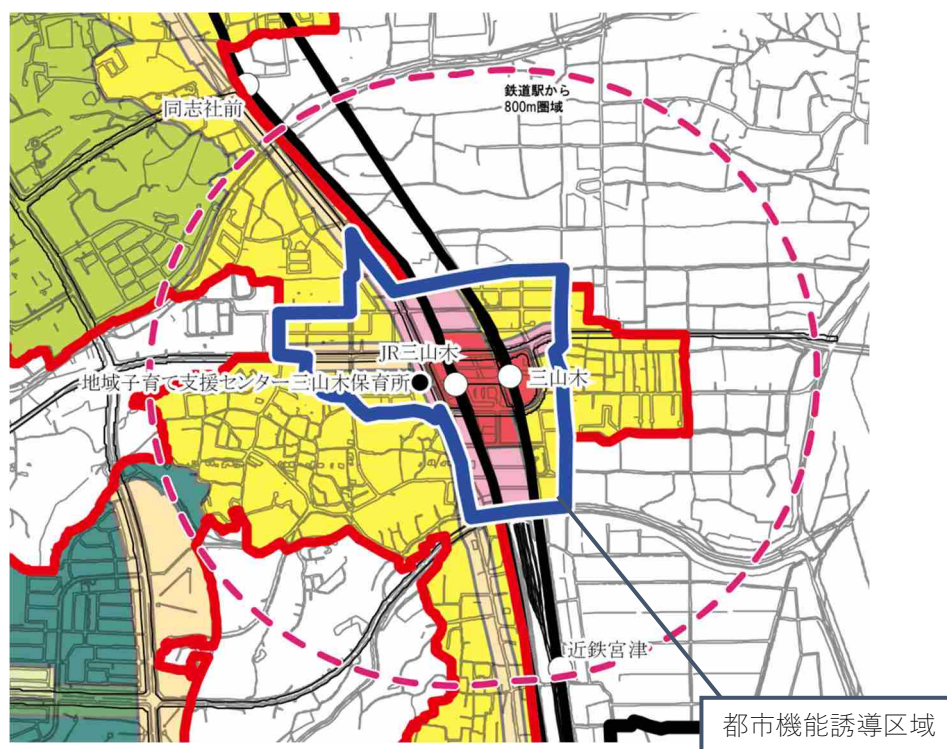 鉄道駅から
800m圏域
同志社前
JR三山木
地域子育て支援センター三山木保育所
三山木
近鉄宮津
都市機能誘導区域